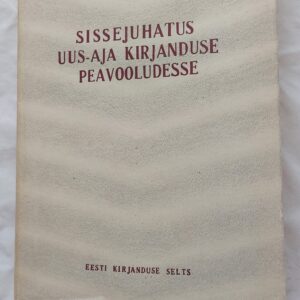 SISSEJUHATUS
UUS-AJA KIRJANDUSE
PEAVOOLUDESSE
EESTI KIRJANDUSE SELTS